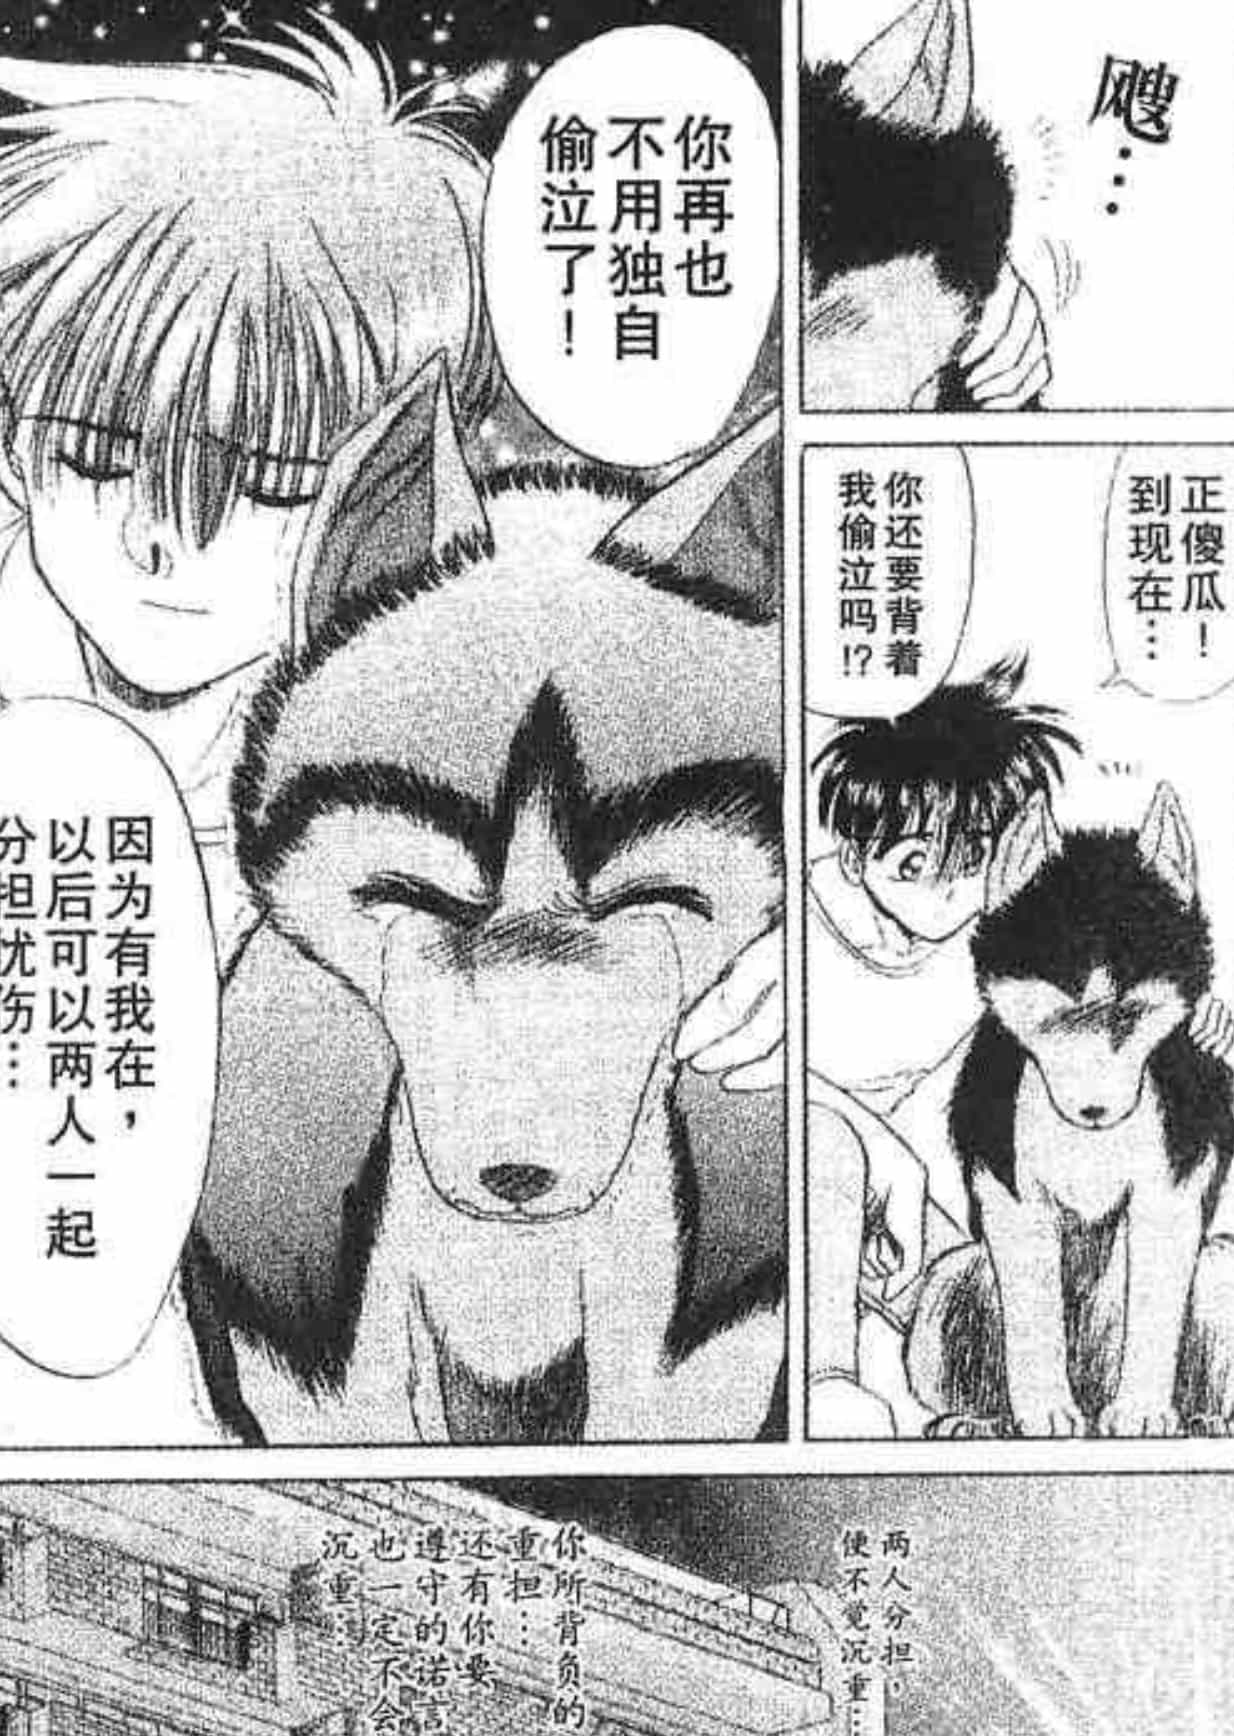 飕…
正傻瓜！
到现在…
你还要背着
我偷泣吗!?
你再也
不用独自
偷泣了！
因为有我在，
以后可以两人一起
分担忧伤…
两人分担，
便不觉沉重…
你所背负的
重担…
还有你要
遵守的诺言
也一定不会
沉重…